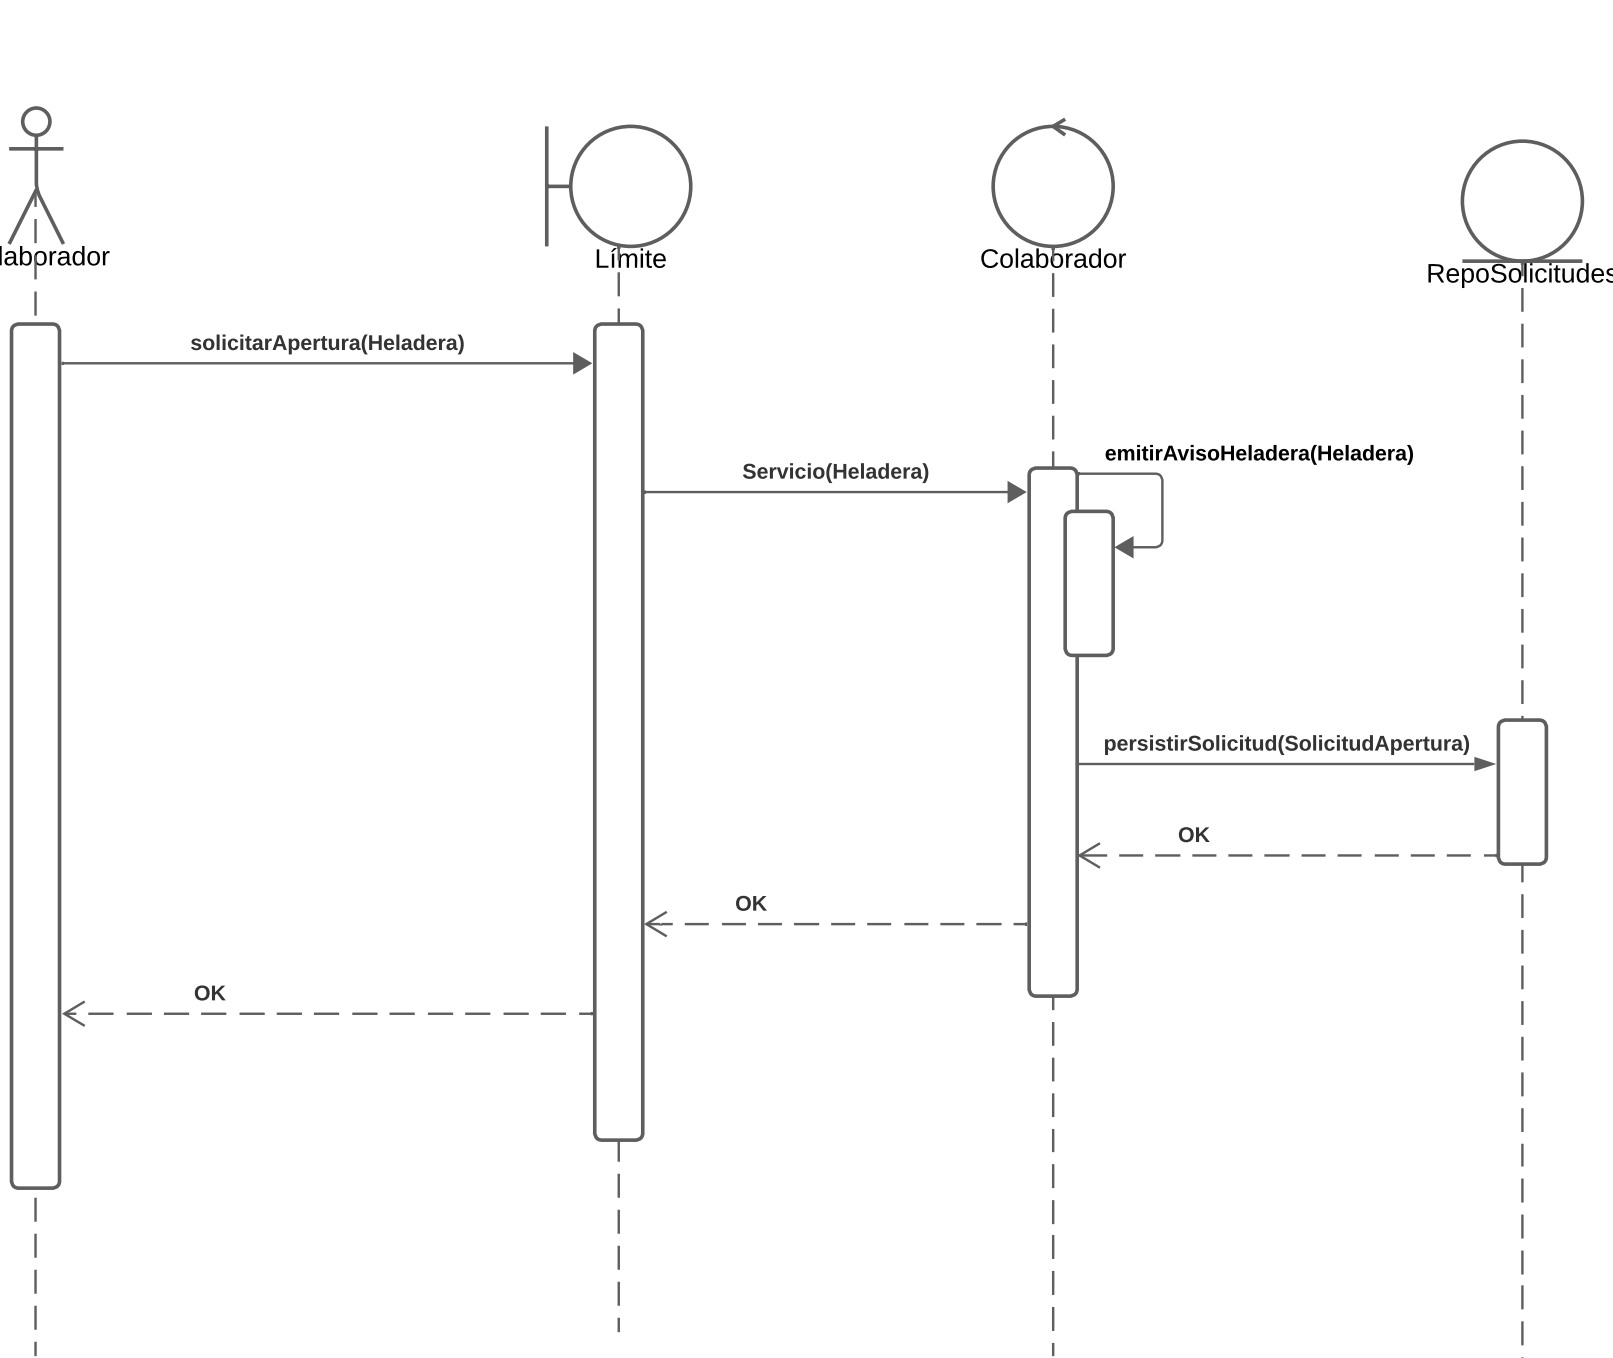 laborador
Límite
Colaborador
RepoSolicitudes
solicitarApertura(Heladera)
emitirAvisoHeladera(Heladera)
Servicio(Heladera)
persistirSolicitud(SolicitudApertura)
OK
OK
OK